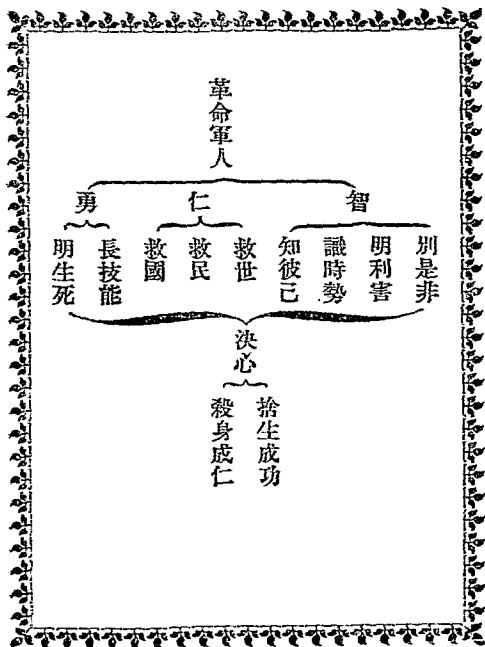 革命軍人
智
仁
勇
別是非
明利害
識時勢
知彼己
救世
救民
救國
長技能
明生死
決心
捨生成功
殺身成仁